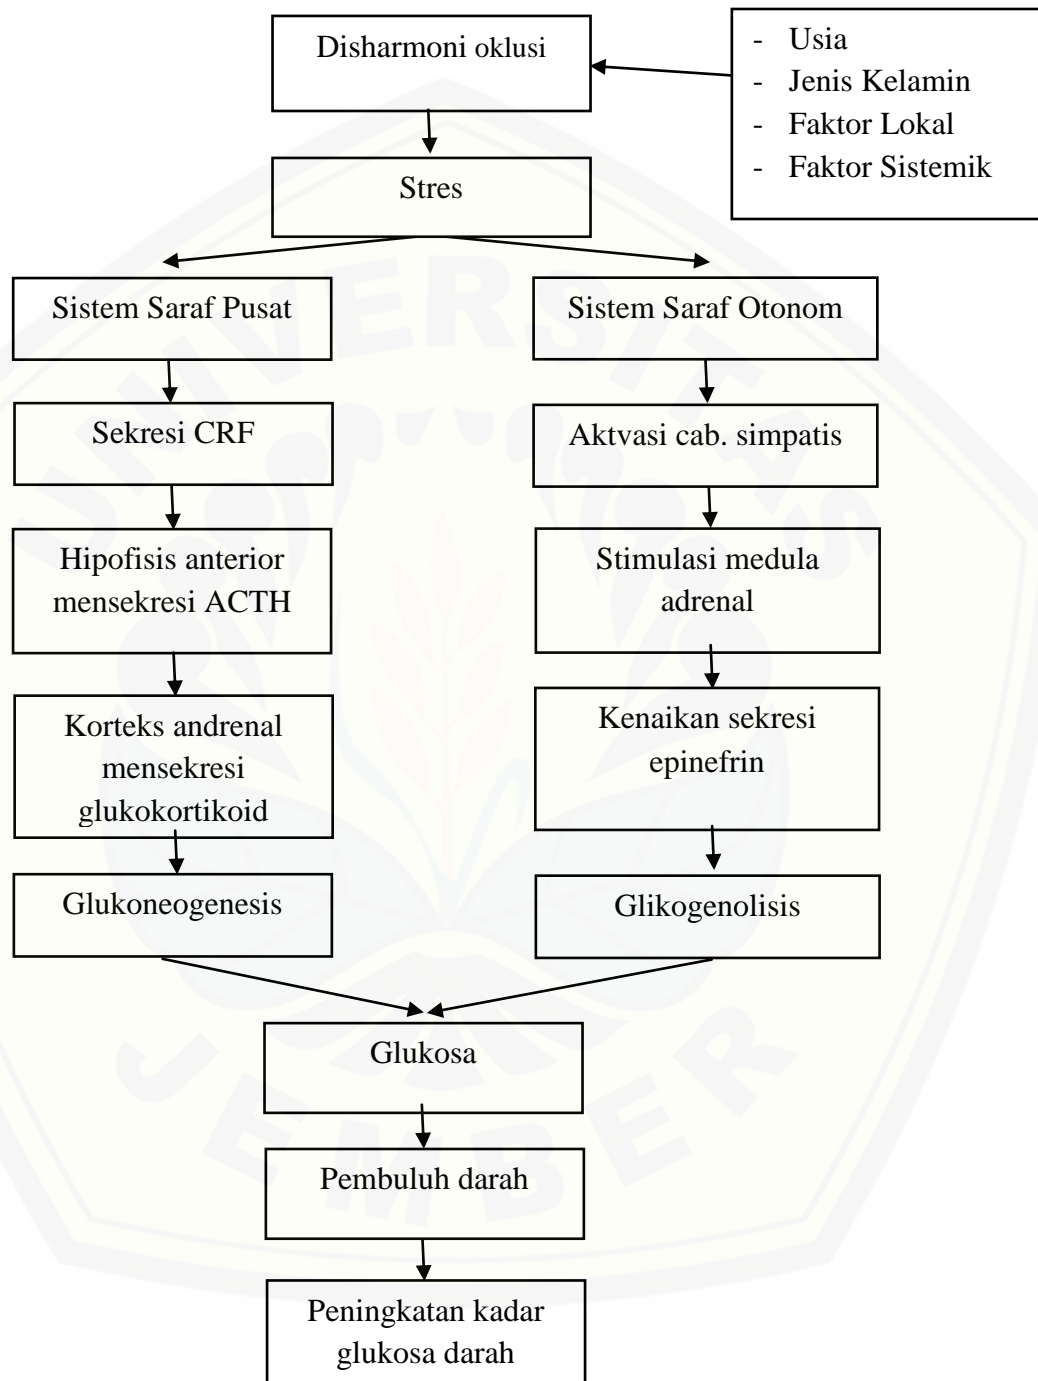 Disharmoni oklusi
- Usia
- Jenis Kelamin
- Faktor Lokal
- Faktor Sistemik
Stres
Sistem Saraf Pusat
Sistem Saraf Otonom
Sekresi CRF
Aktvasi cab. simpatis
Hipofisis anterior
mensekresi ACTH
Stimulasi medula
adrenal
Korteks andrenal
mensekresi
glukokortikoid
Kenaikan sekresi
epinefrin
Glukoneogenesis
Glikogenolisis
Glukosa
Pembuluh darah
Peningkatan kadar
glukosa darah
UNIVERSITAS
JEMBER